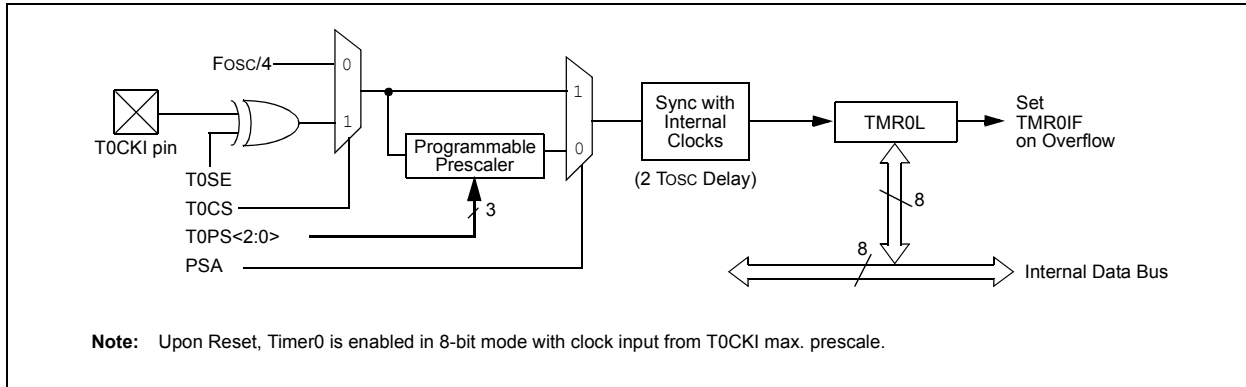 FOSC/4
0
1
T0CKI pin
T0SE
T0CS
T0PS<2:0>
PSA
Programmable
Prescaler
3
1
0
Sync with
Internal
Clocks
(2 TOSC Delay)
TMR0L
Set
TMR0IF
on Overflow
8
8
Internal Data Bus
Note: Upon Reset, Timer0 is enabled in 8-bit mode with clock input from T0CKI max. prescale.